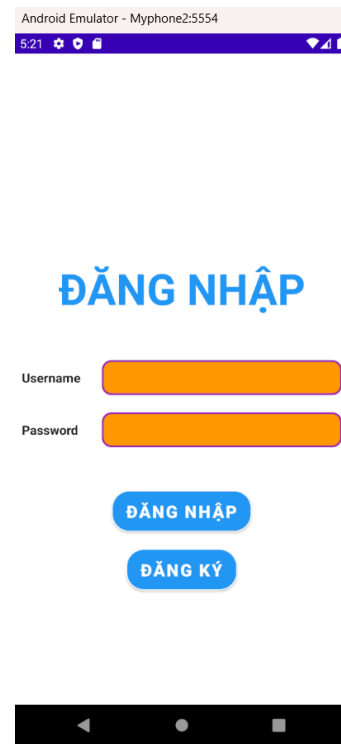 Android Emulator - Myphone2:5554
5:21
ĐĂNG NHẬP
Username
Password
ĐĂNG NHẬP
ĐĂNG KÝ